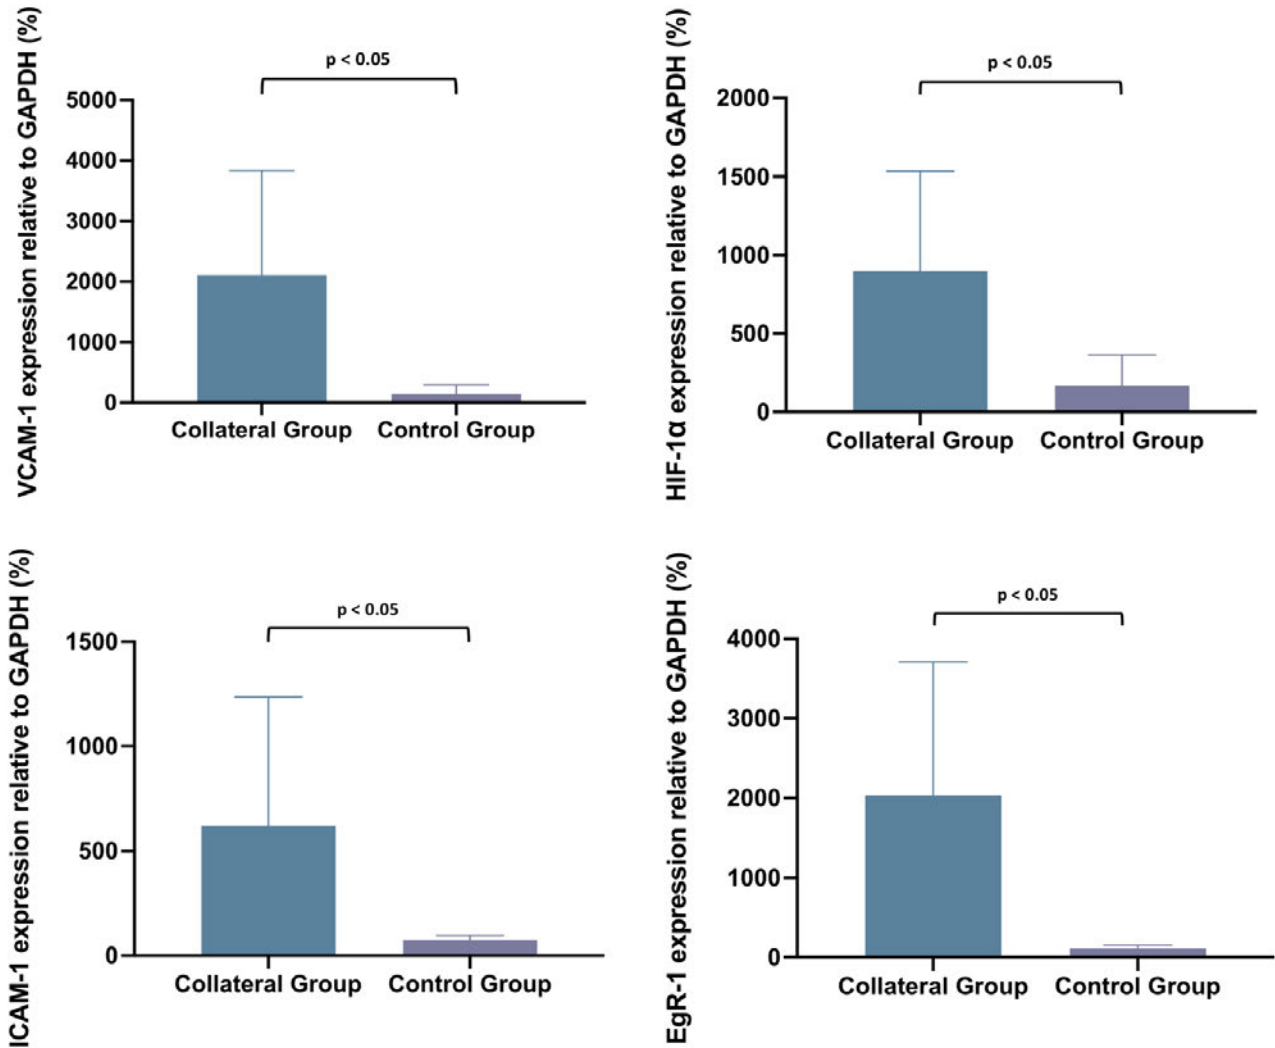 VCAM-1 expression relative to GAPDH (%)
p < 0.05
5000
4000
3000
2000
1000
0
Collateral Group
Control Group
HIF-1α expression relative to GAPDH (%)
p < 0.05
2000
1500
1000
500
0
Collateral Group
Control Group
ICAM-1 expression relative to GAPDH (%)
p < 0.05
1500
1000
500
0
Collateral Group
Control Group
EgR-1 expression relative to GAPDH (%)
p < 0.05
4000
3000
2000
1000
0
Collateral Group
Control Group